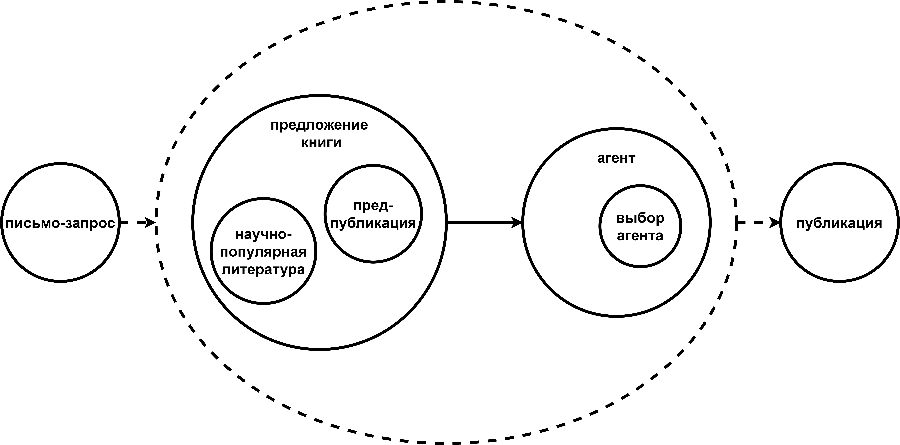 письмо-запрос
предложение
книги
научно-
популярная
литература
пред-
публикация
агент
выбор
агента
публикация